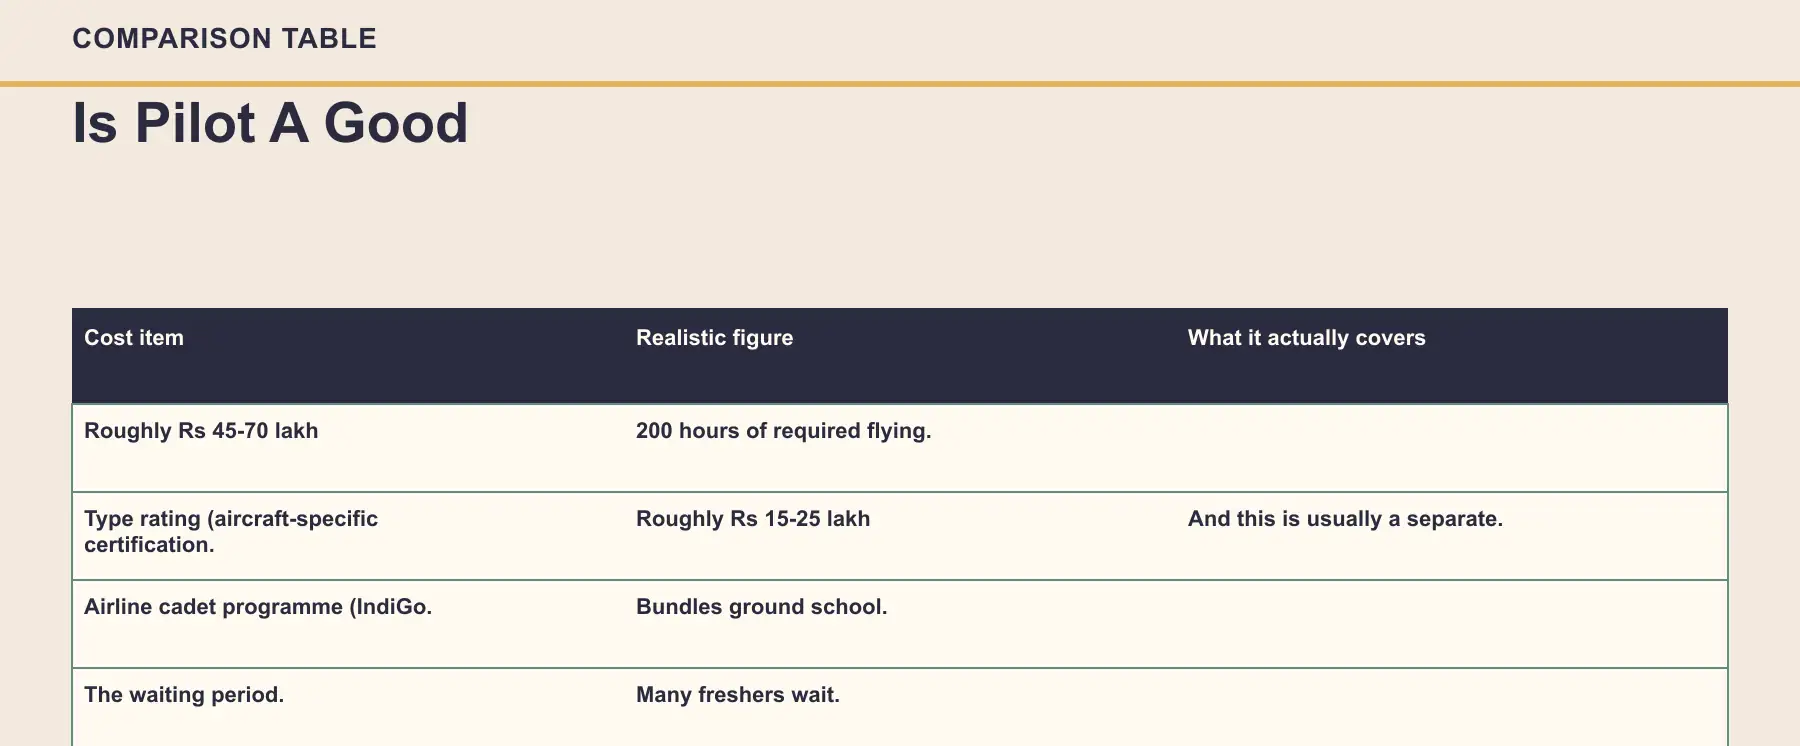 COMPARISON TABLE
Is Pilot A Good
Cost item Realistic figure What it actually covers
Roughly Rs 45-70 lakh 200 hours of required flying.
Type rating (aircraft-specific Roughly Rs 15-25 lakh And this is usually a separate.
certification.
Airline cadet programme (IndiGo. Bundles ground school.
The waiting period. Many freshers wait.